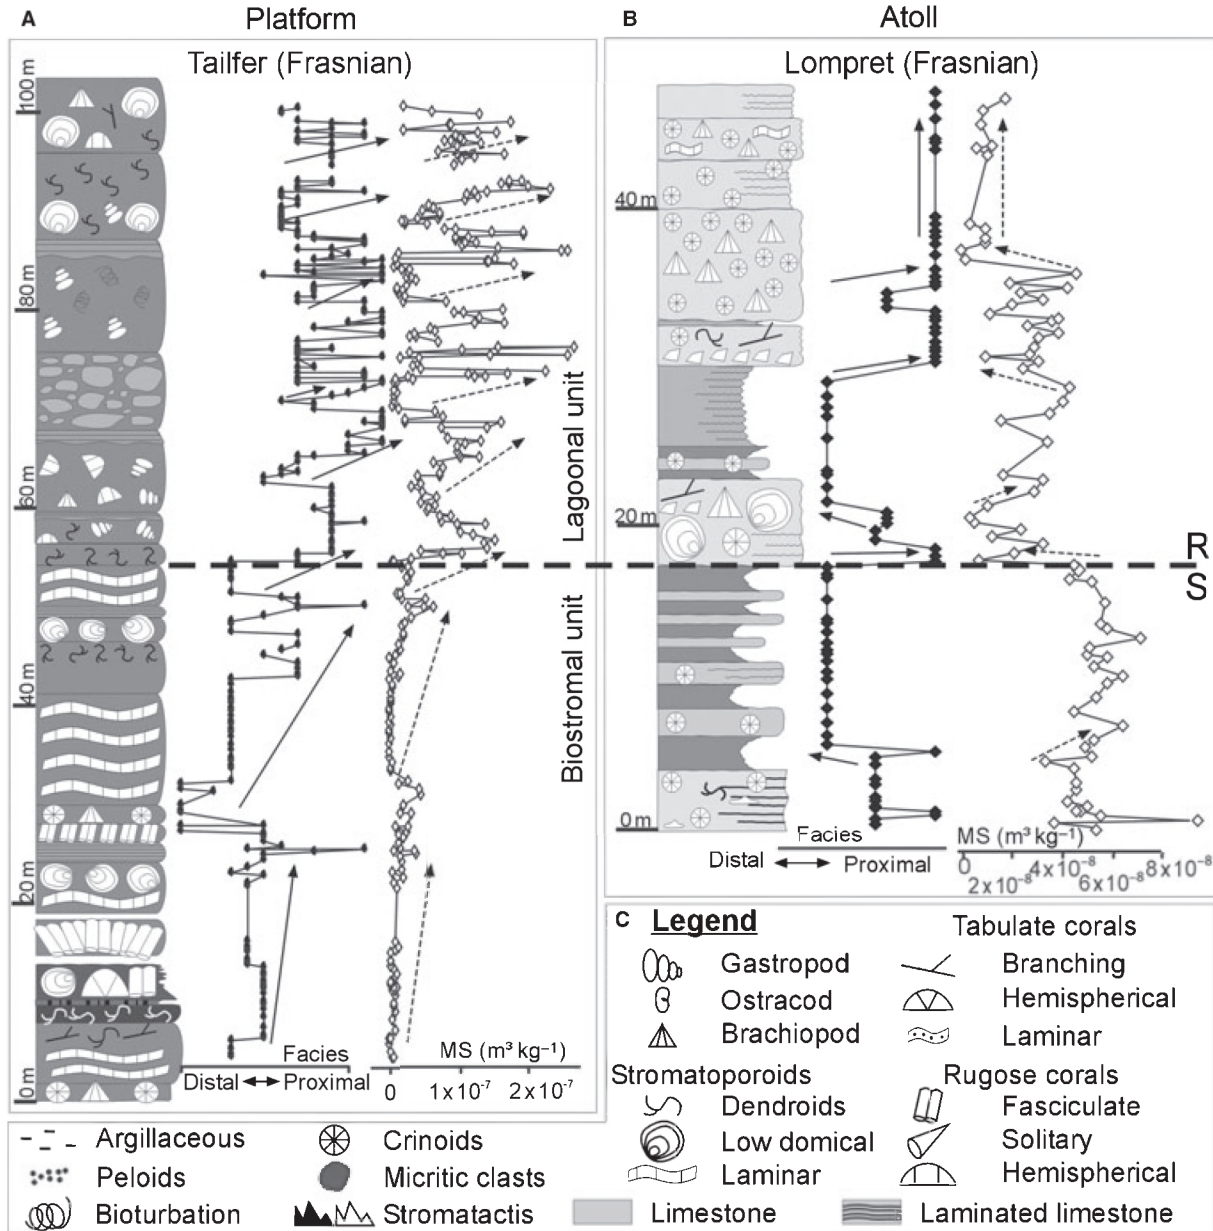 A
Platform
Tailfer (Frasnian)
100 m
80 m
60 m
40 m
20 m
0 m
Lagoonal unit
Biostromal unit
Facies
Distal
Proximal
MS (m³ kg⁻¹)
0
1x10⁻⁷
2x10⁻⁷
B
Atoll
Lompret (Frasnian)
40 m
20 m
0 m
R
S
Facies
Distal
Proximal
MS (m³ kg⁻¹)
0
2x10⁻⁸
4x10⁻⁸
6x10⁻⁸
8x10⁻⁸
C
Legend
Gastropod
Ostracod
Brachiopod
Stromatoporoids
Dendroids
Low domical
Laminar
Tabulate corals
Branching
Hemispherical
Laminar
Rugose corals
Fasciculate
Solitary
Hemispherical
Argillaceous
Peloids
Bioturbation
Crinoids
Micritic clasts
Stromatactis
Limestone
Laminated limestone